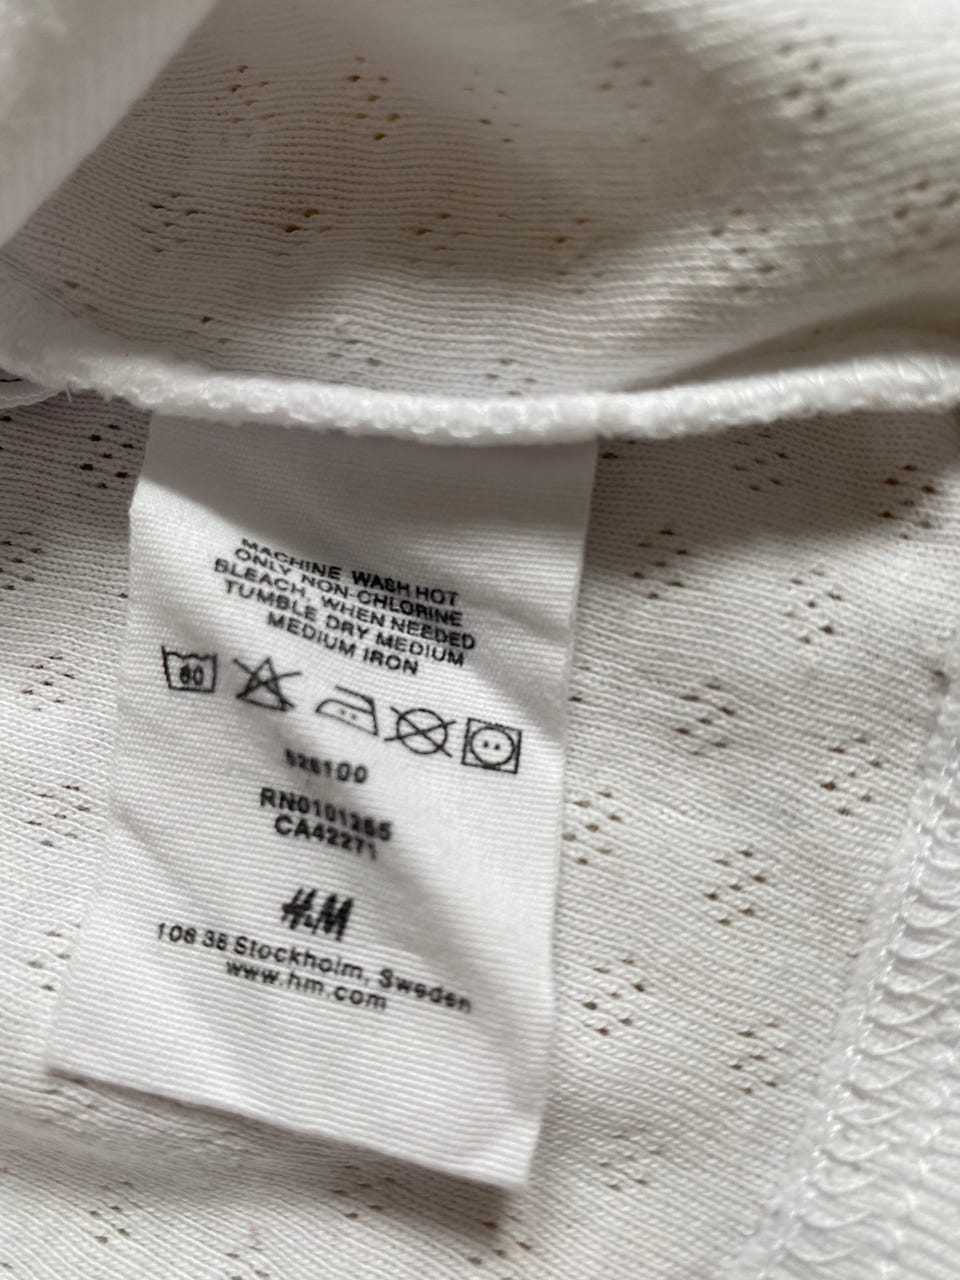 MACHINE WASH HOT
ONLY NON-CHLORINE
BLEACH, WHEN NEEDED
TUMBLE DRY MEDIUM
MEDIUM IRON
60
RN0101265
CA42271
H&M
106 38 Stockholm, Sweden
www.hm.com